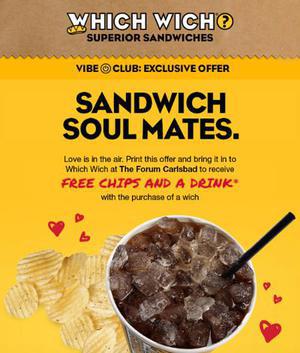 WHICH WICH?
SUPERIOR SANDWICHES
VIBE CLUB: EXCLUSIVE OFFER
SANDWICH
SOUL MATES.
Love is in the air. Print this offer and bring it in to
Which Wich at The Forum Carlsbad to receive
FREE CHIPS AND A DRINK*
with the purchase of a wich